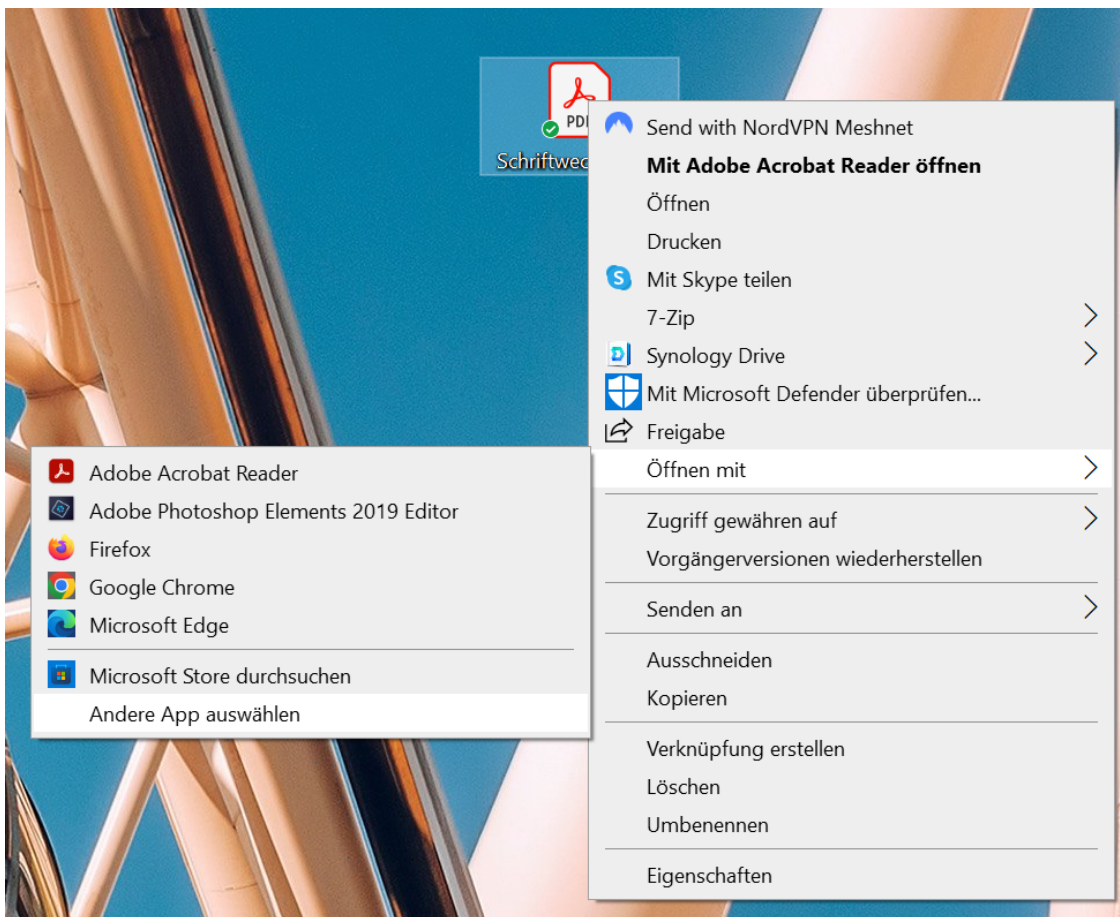 PDF
Schriftwec
Send with NordVPN Meshnet
Mit Adobe Acrobat Reader öffnen
Öffnen
Drucken
Mit Skype teilen
7-Zip
Synology Drive
Mit Microsoft Defender überprüfen...
Freigabe
Öffnen mit
Adobe Acrobat Reader
Adobe Photoshop Elements 2019 Editor
Firefox
Google Chrome
Microsoft Edge
Microsoft Store durchsuchen
Andere App auswählen
Zugriff gewähren auf
Vorgängerversionen wiederherstellen
Senden an
Ausschneiden
Kopieren
Verknüpfung erstellen
Löschen
Umbenennen
Eigenschaften